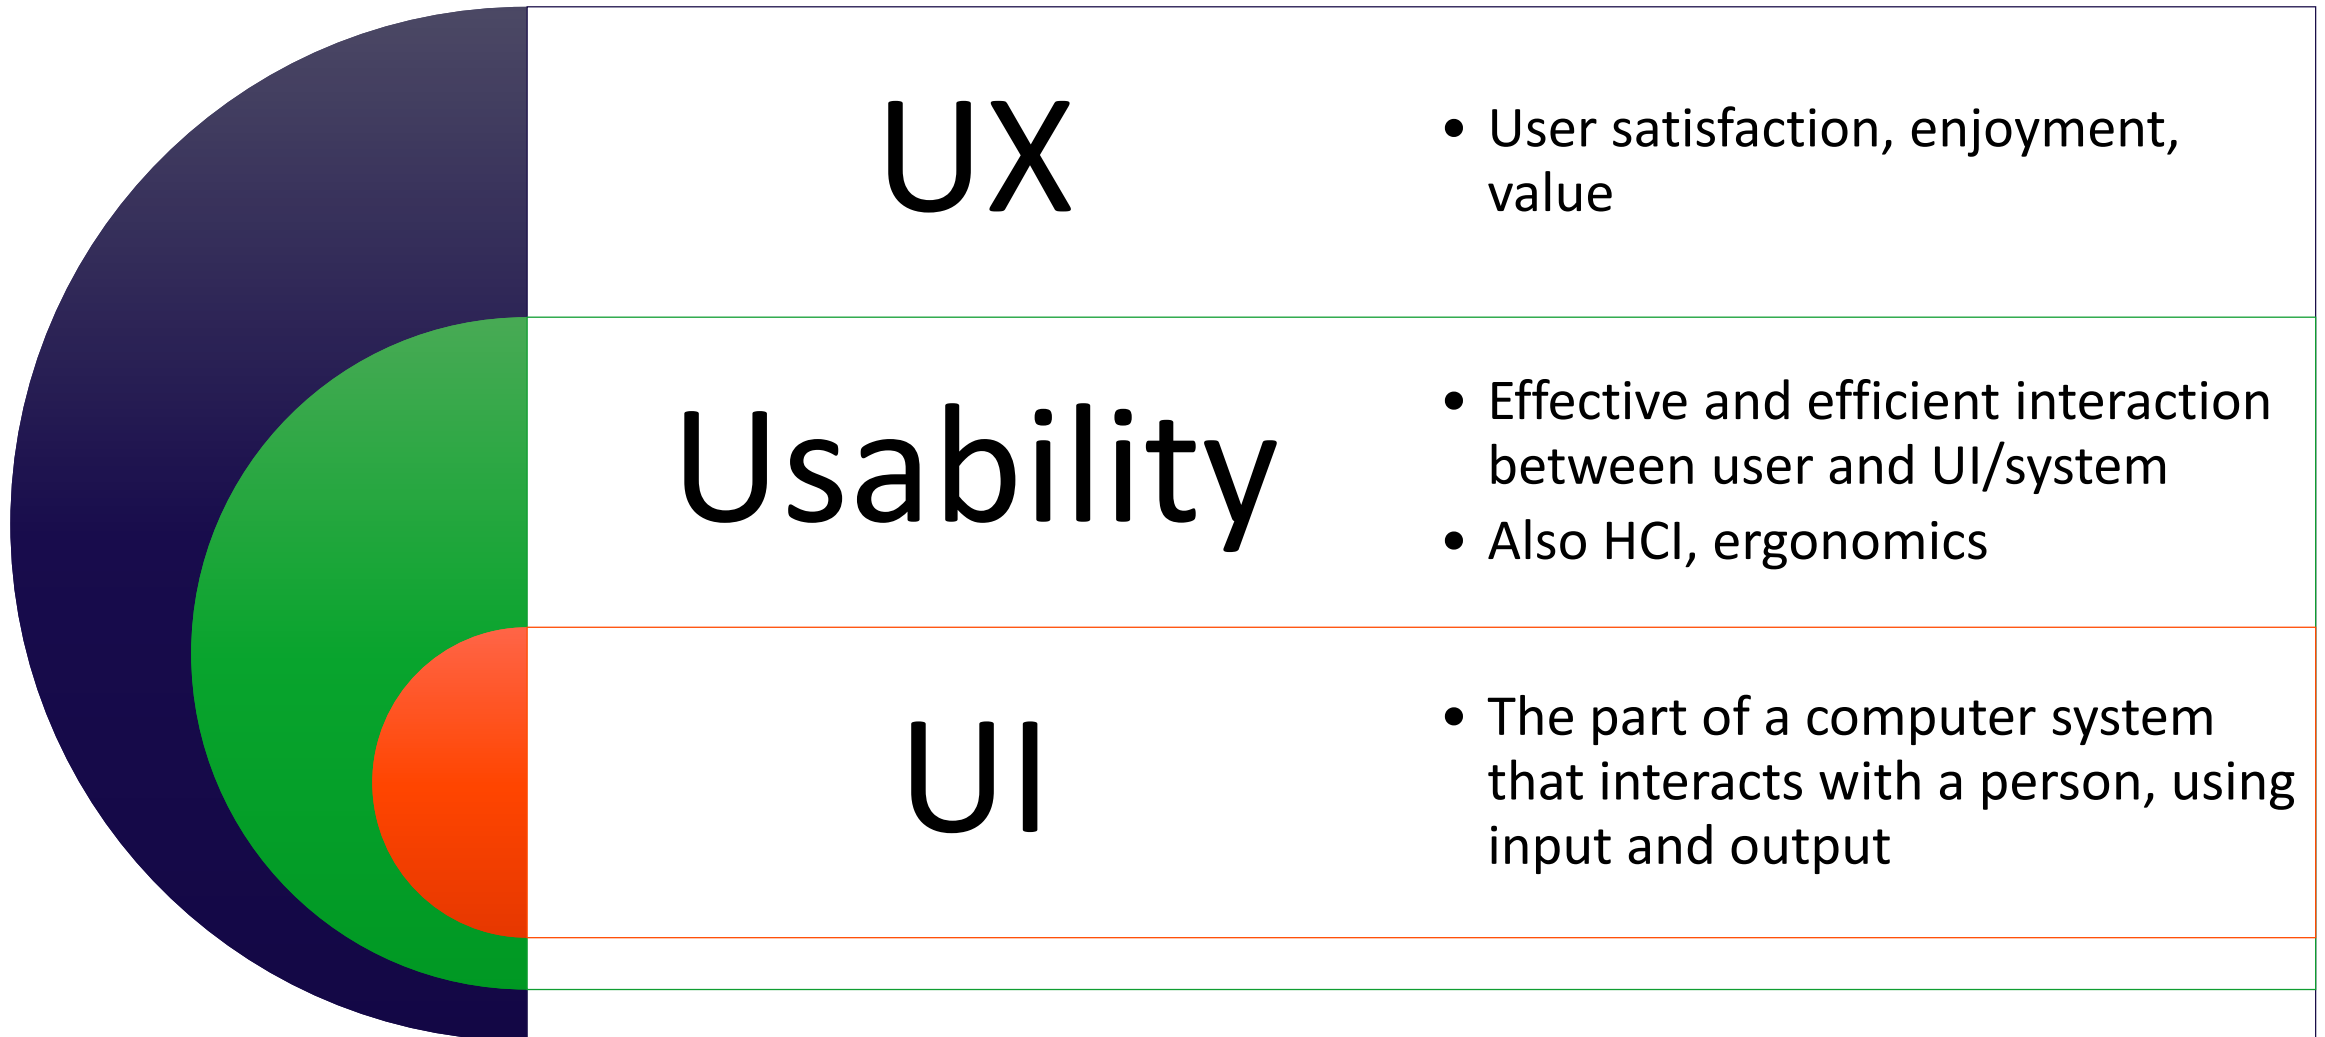 UX
• User satisfaction, enjoyment,
value
Usability
• Effective and efficient interaction
between user and UI/system
• Also HCI, ergonomics
UI
• The part of a computer system
that interacts with a person, using
input and output